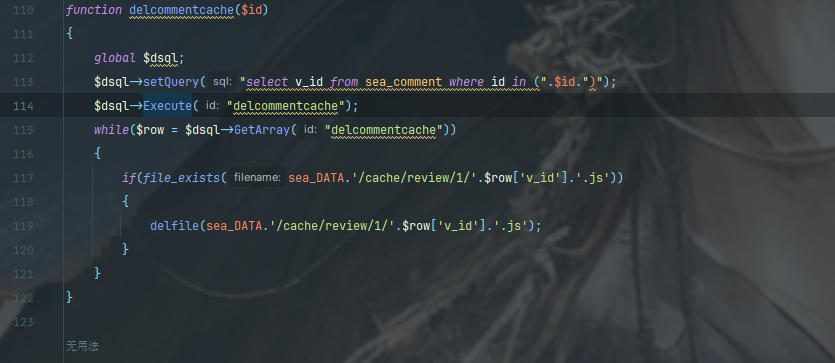 110 function delcommentcache($id)
111 {
112 global $dsql;
113 $dsql→setQuery( sql: "select v_id from sea_comment where id in (".$id.")");
114 $dsql→Execute( id: "delcommentcache");
115 while($row = $dsql→GetArray( id: "delcommentcache"))
116 {
117 if(file_exists( filename: sea_DATA.'/cache/review/1/'.$row['v_id'].'.js'))
118 {
119 delfile(sea_DATA.'/cache/review/1/'.$row['v_id'].'.js');
120 }
121 }
122 }
123
无用法